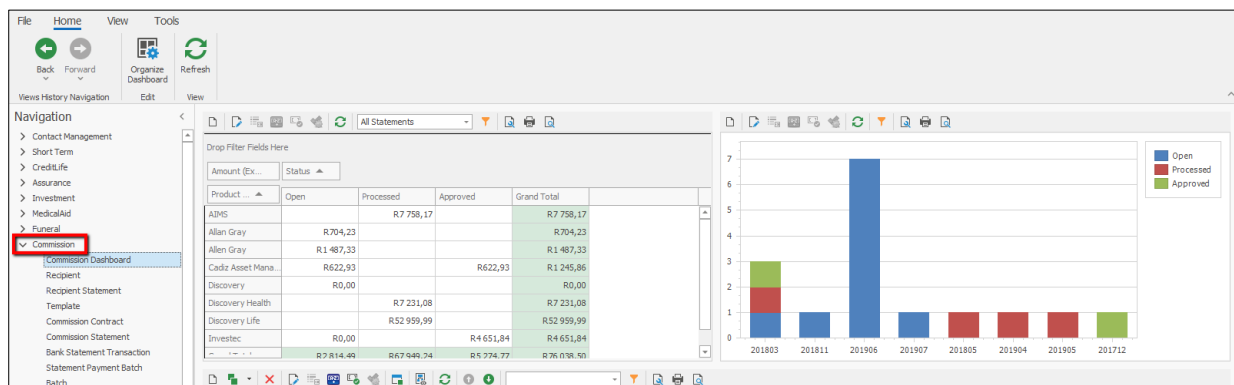 File Home View Tools
Back Forward Organize Dashboard Refresh
Views History Navigation Edit View
Navigation
Contact Management
Short Term
CreditLife
Assurance
Investment
MedicalAid
Funeral
Commission
Commission Dashboard
Recipient
Recipient Statement
Template
Commission Contract
Commission Statement
Bank Statement Transaction
Statement Payment Batch
Batch
All Statements
Drop Filter Fields Here
Amount (Ex... Status
Product ... Open Processed Approved Grand Total
AIMS R7 758,17 R7 758,17
Allan Gray R704,23 R704,23
Allen Gray R1 487,33 R1 487,33
Cadiz Asset Mana... R622,93 R622,93 R1 245,86
Discovery R0,00 R0,00
Discovery Health R7 231,08 R7 231,08
Discovery Life R52 959,99 R52 959,99
Investec R0,00 R4 651,84 R4 651,84
Grand Total R2 814,49 R67 949,24 R5 274,77 R76 038,50
7
6
5
4
3
2
1
0
201803 201811 201906 201907 201805 201904 201905 201712
Open
Processed
Approved